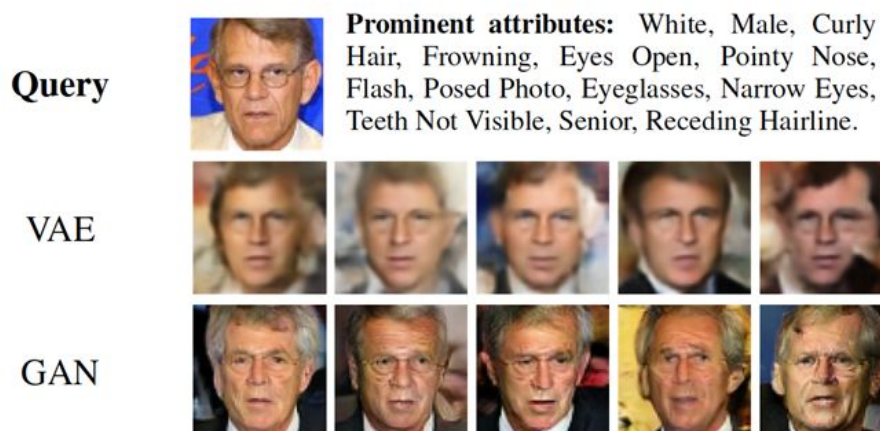 Prominent attributes: White, Male, Curly
Hair, Frowning, Eyes Open, Pointy Nose,
Flash, Posed Photo, Eyeglasses, Narrow Eyes,
Teeth Not Visible, Senior, Receding Hairline.
Query
VAE
GAN